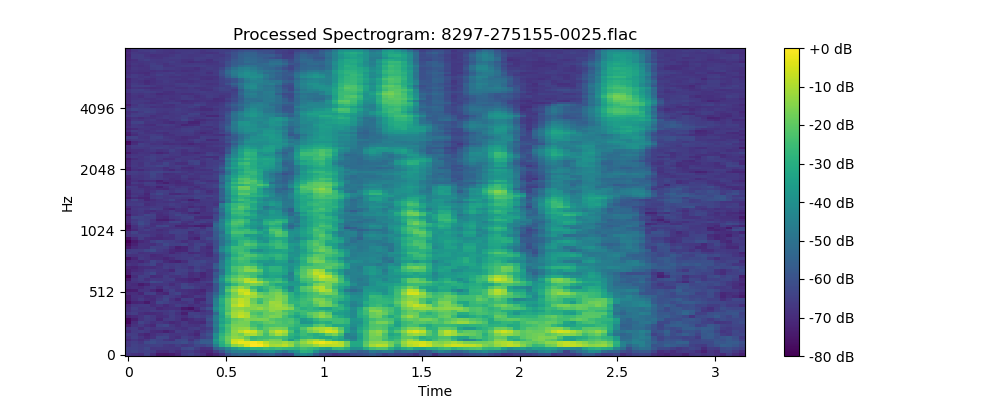 Processed Spectrogram: 8297-275155-0025.flac
Hz
4096
2048
1024
512
0
0
0.5
1
1.5
2
2.5
3
Time
+0 dB
-10 dB
-20 dB
-30 dB
-40 dB
-50 dB
-60 dB
-70 dB
-80 dB